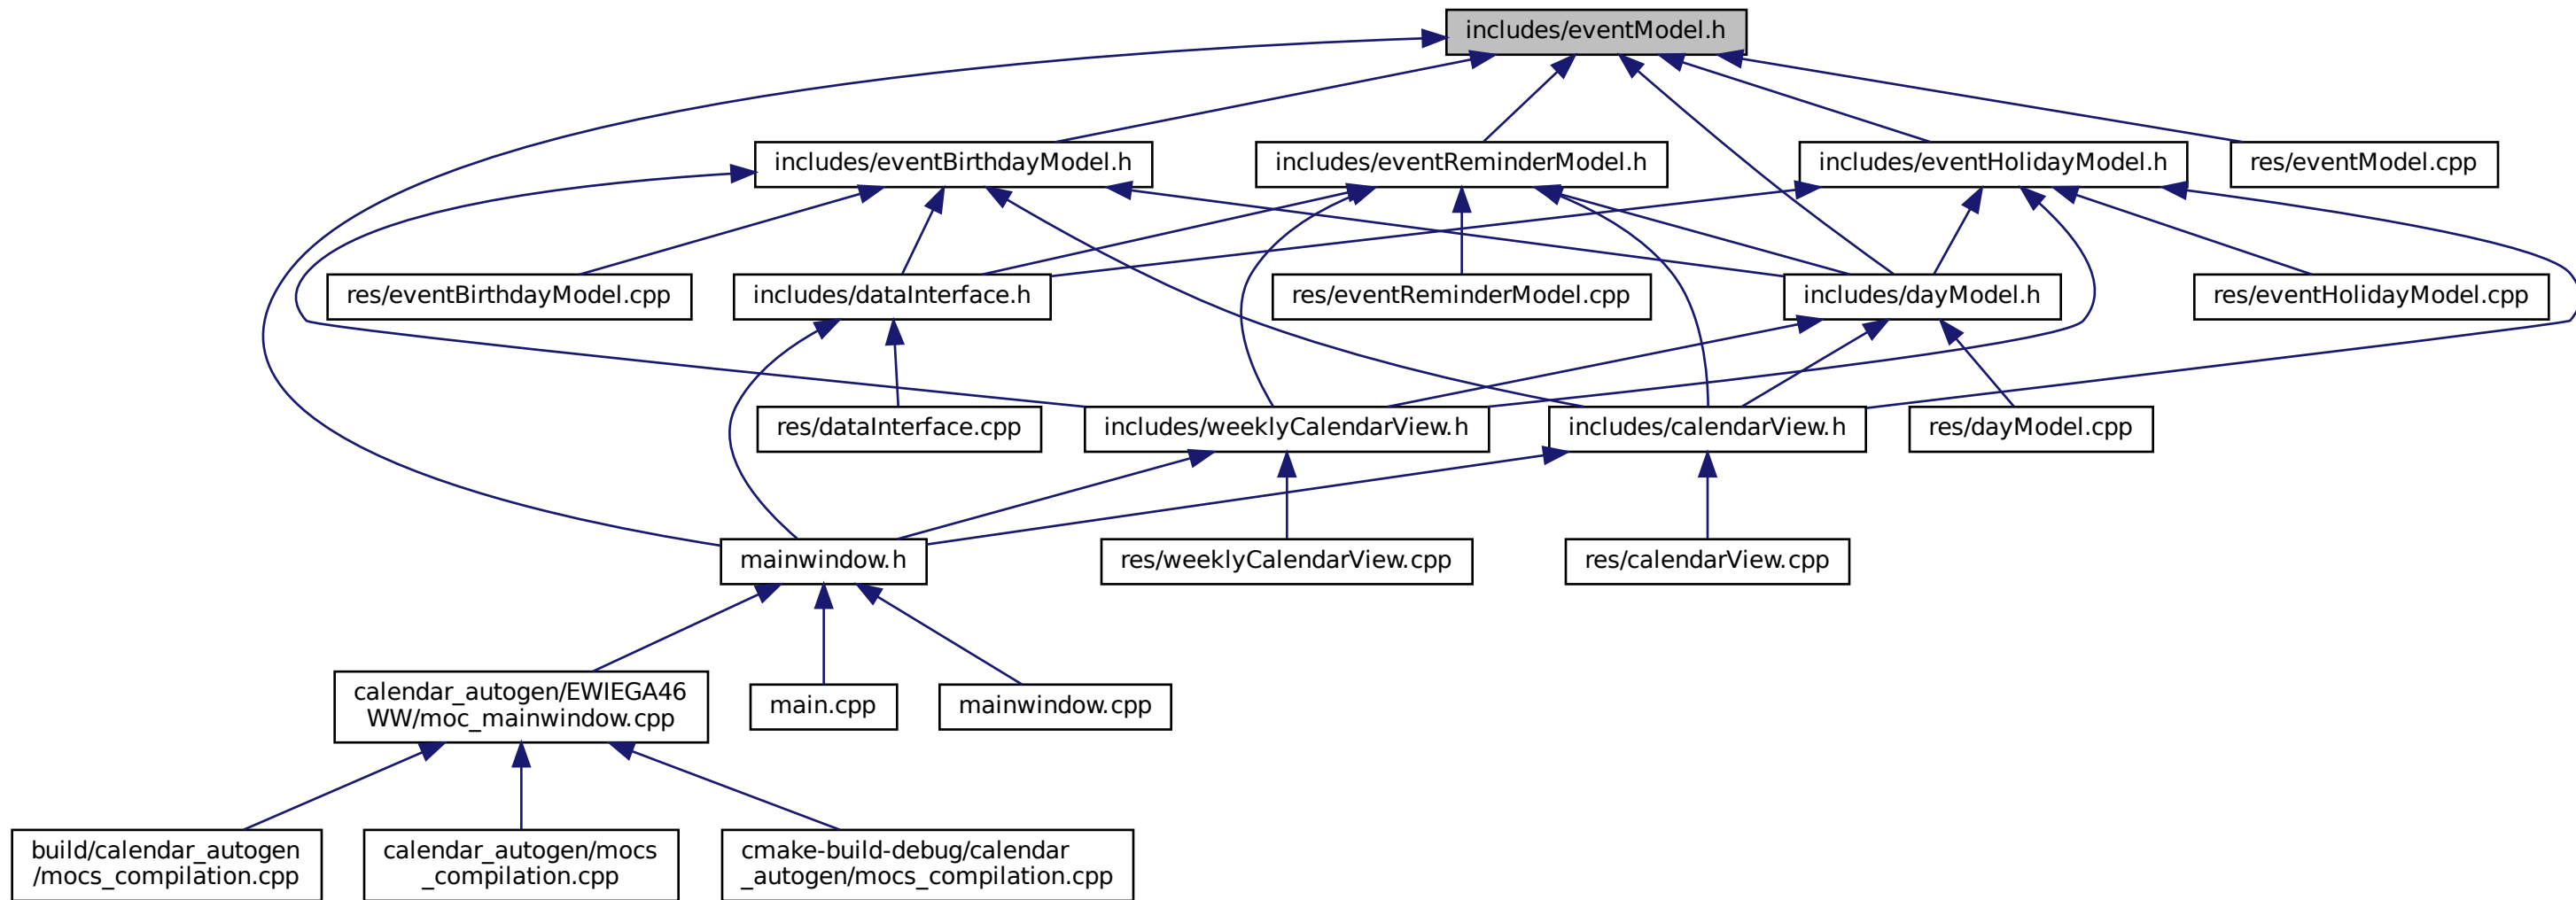 includes/eventModel.h
includes/eventBirthdayModel.h
includes/eventReminderModel.h
includes/eventHolidayModel.h
res/eventModel.cpp
res/eventBirthdayModel.cpp
includes/dataInterface.h
res/eventReminderModel.cpp
includes/dayModel.h
res/eventHolidayModel.cpp
res/dataInterface.cpp
includes/weeklyCalendarView.h
includes/calendarView.h
res/dayModel.cpp
mainwindow.h
res/weeklyCalendarView.cpp
res/calendarView.cpp
calendar_autogen/EWIEGA46
WW/moc_mainwindow.cpp
main.cpp
mainwindow.cpp
build/calendar_autogen
/mocs_compilation.cpp
calendar_autogen/mocs
_compilation.cpp
cmake-build-debug/calendar
_autogen/mocs_compilation.cpp